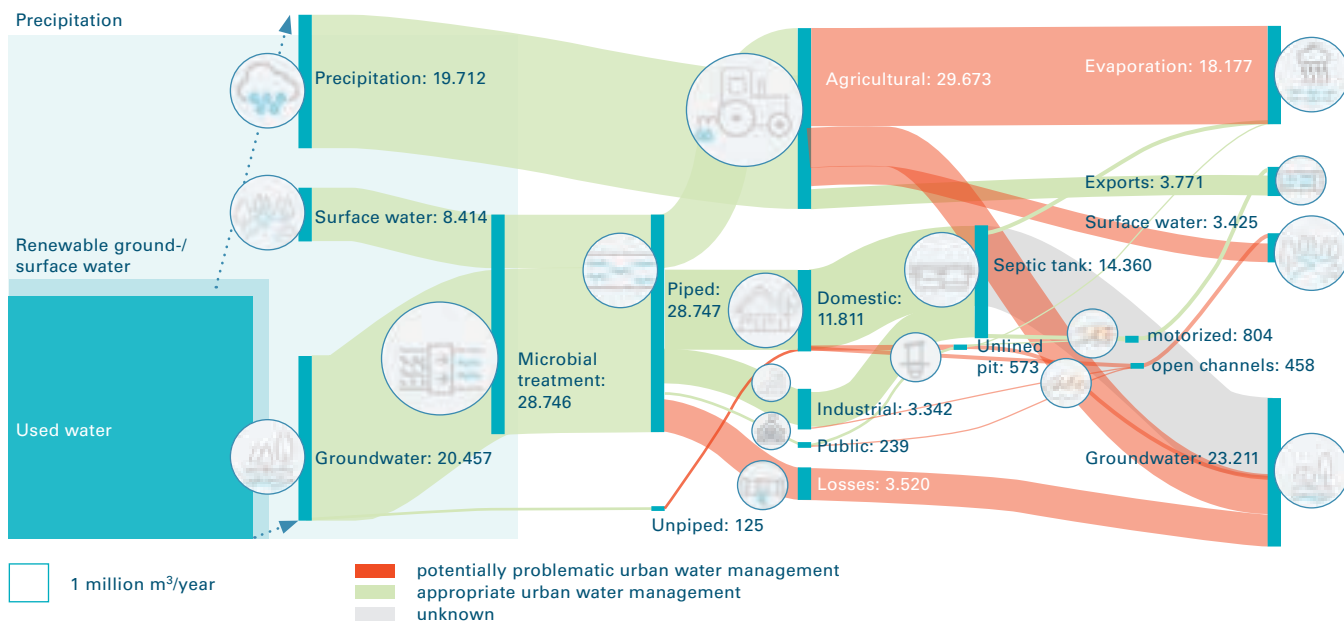 Precipitation
Precipitation: 19.712
Surface water: 8.414
Renewable ground-/
surface water
Used water
Groundwater: 20.457
Microbial
treatment:
28.746
Piped:
28.747
Unpiped: 125
Agricultural: 29.673
Domestic:
11.811
Industrial: 3.342
Public: 239
Losses: 3.520
Septic tank: 14.360
Unlined
pit: 573
motorized: 804
open channels: 458
Evaporation: 18.177
Exports: 3.771
Surface water: 3.425
Groundwater: 23.211
1 million m³/year
potentially problematic urban water management
appropriate urban water management
unknown